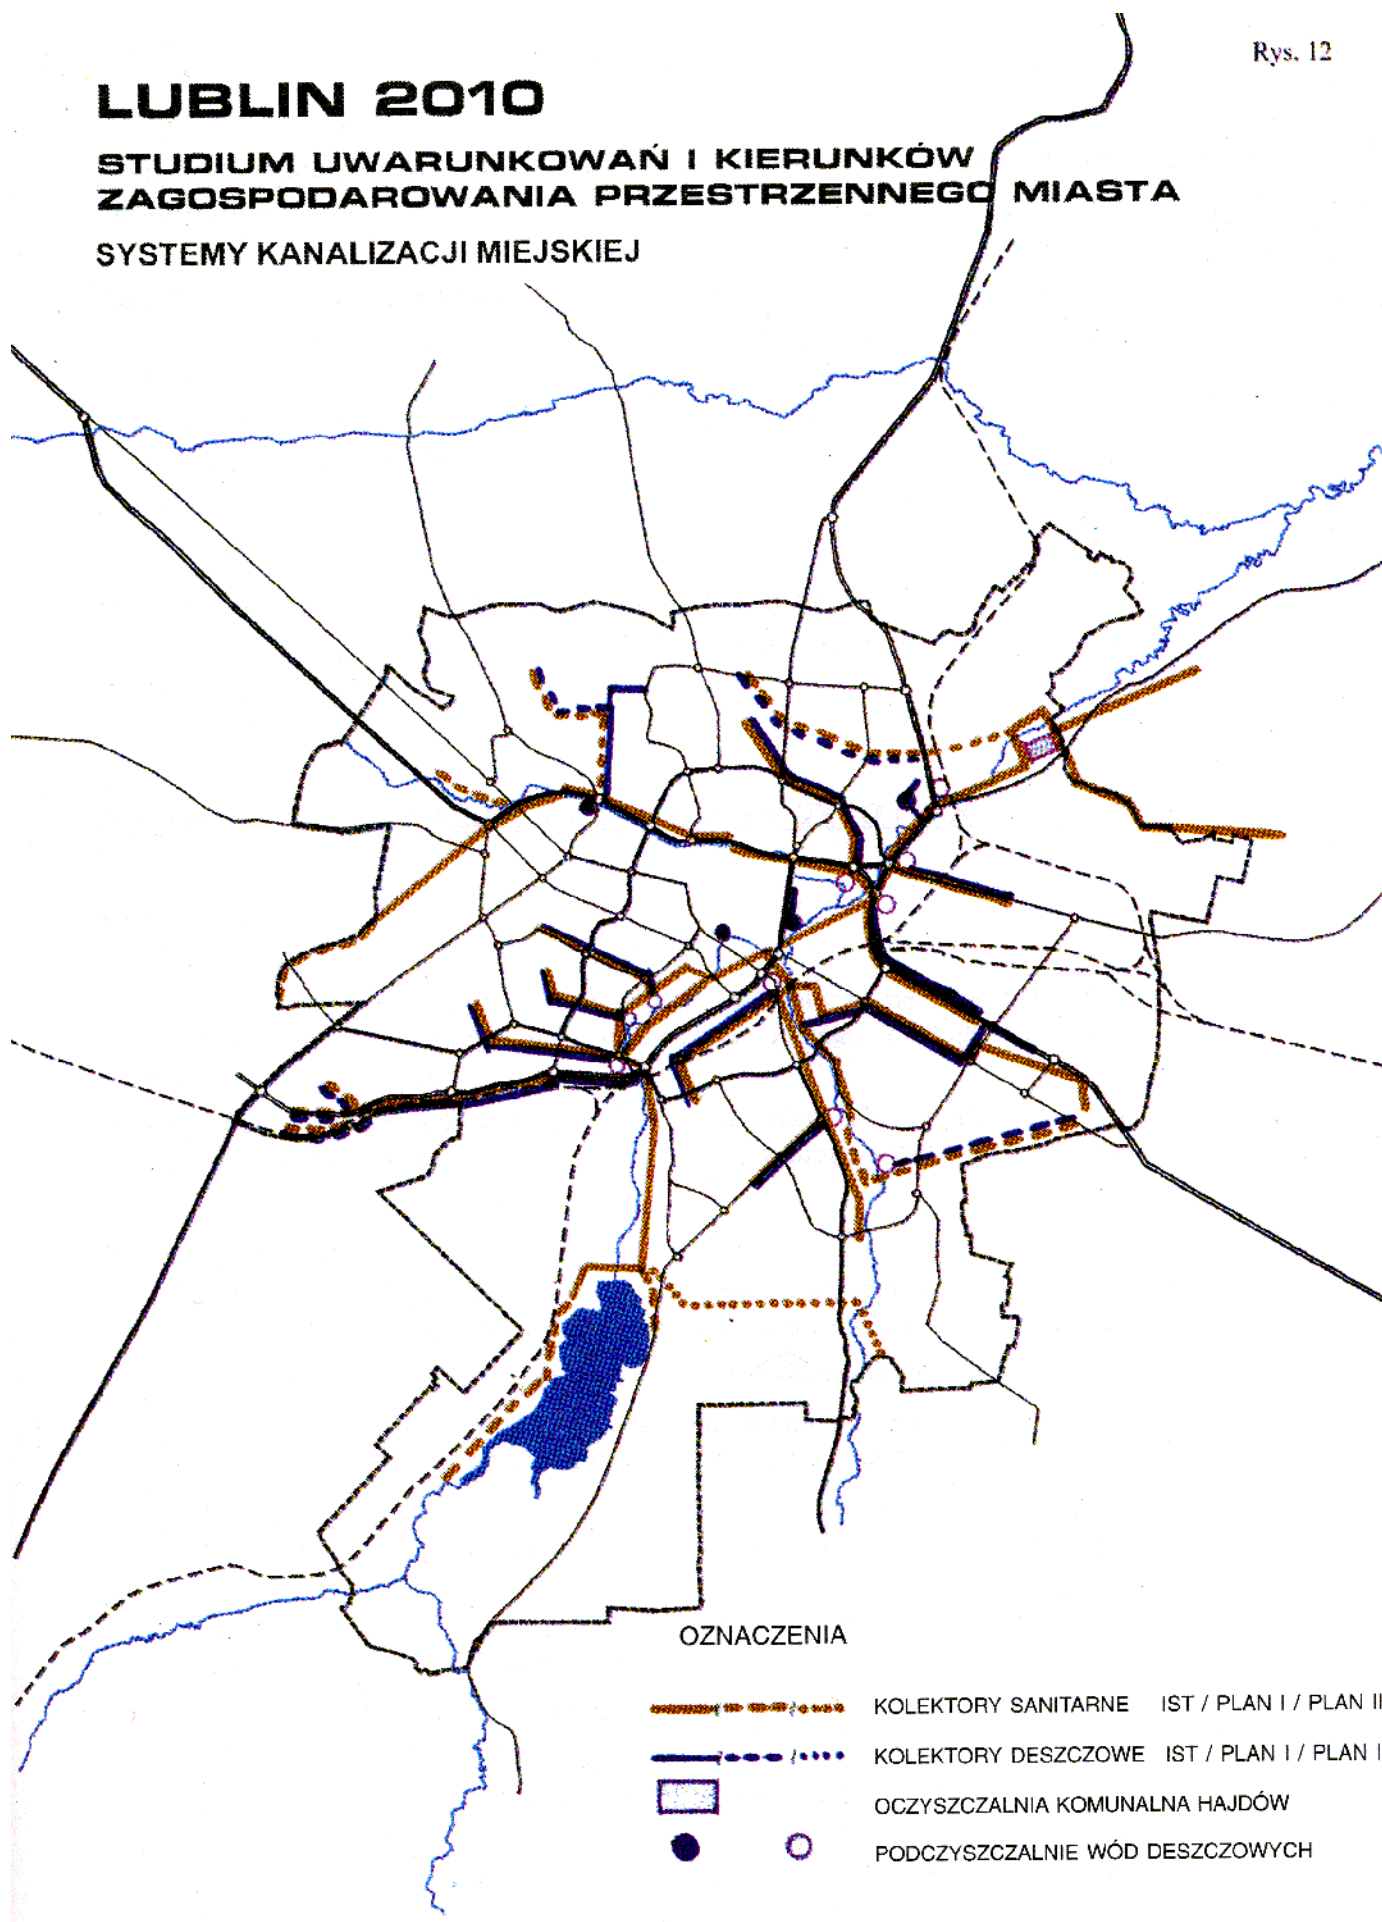 Rys. 12
LUBLIN 2010
STUDIUM UWARUNKOWAŃ I KIERUNKÓW
ZAGOSPODAROWANIA PRZESTRZENNEGO MIASTA
SYSTEMY KANALIZACJI MIEJSKIEJ
OZNACZENIA
KOLEKTORY SANITARNE IST / PLAN I / PLAN II
KOLEKTORY DESZCZOWE IST / PLAN I / PLAN I
OCZYSZCZALNIA KOMUNALNA HAJDÓW
PODCZYSZCZALNIE WÓD DESZCZOWYCH